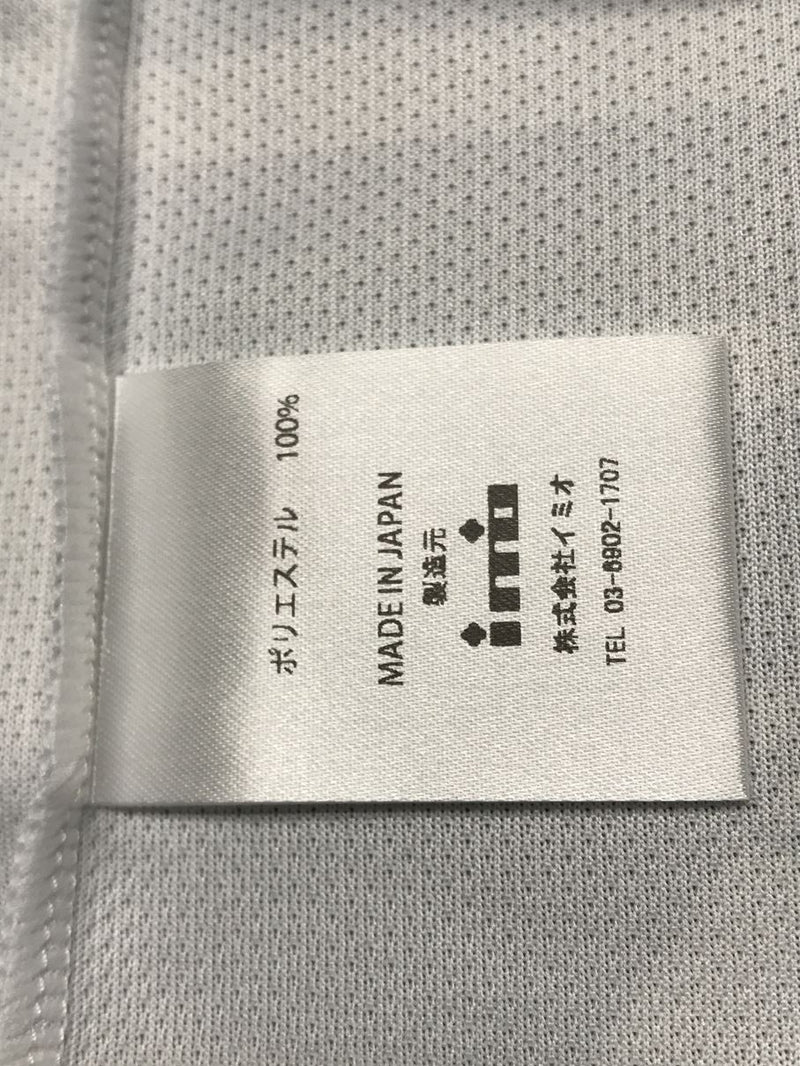 ポリエステル 100%
MADE IN JAPAN
製造元
imio
株式会社イミオ
TEL 03-6902-1707